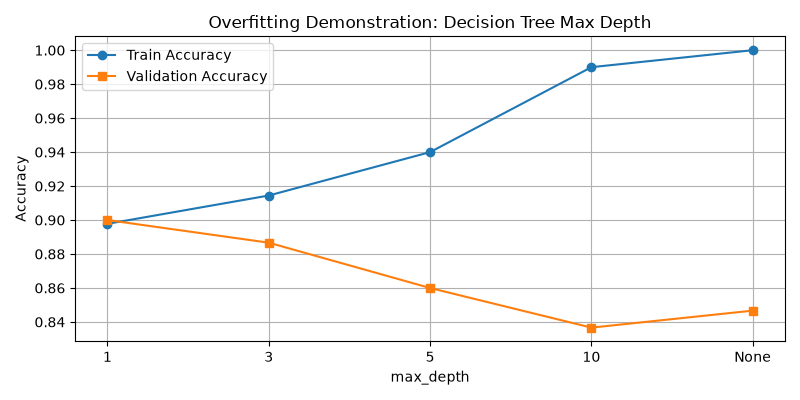 Overfitting Demonstration: Decision Tree Max Depth
Train Accuracy
Validation Accuracy
Accuracy
1.00
0.98
0.96
0.94
0.92
0.90
0.88
0.86
0.84
1 3 5 10 None
max_depth